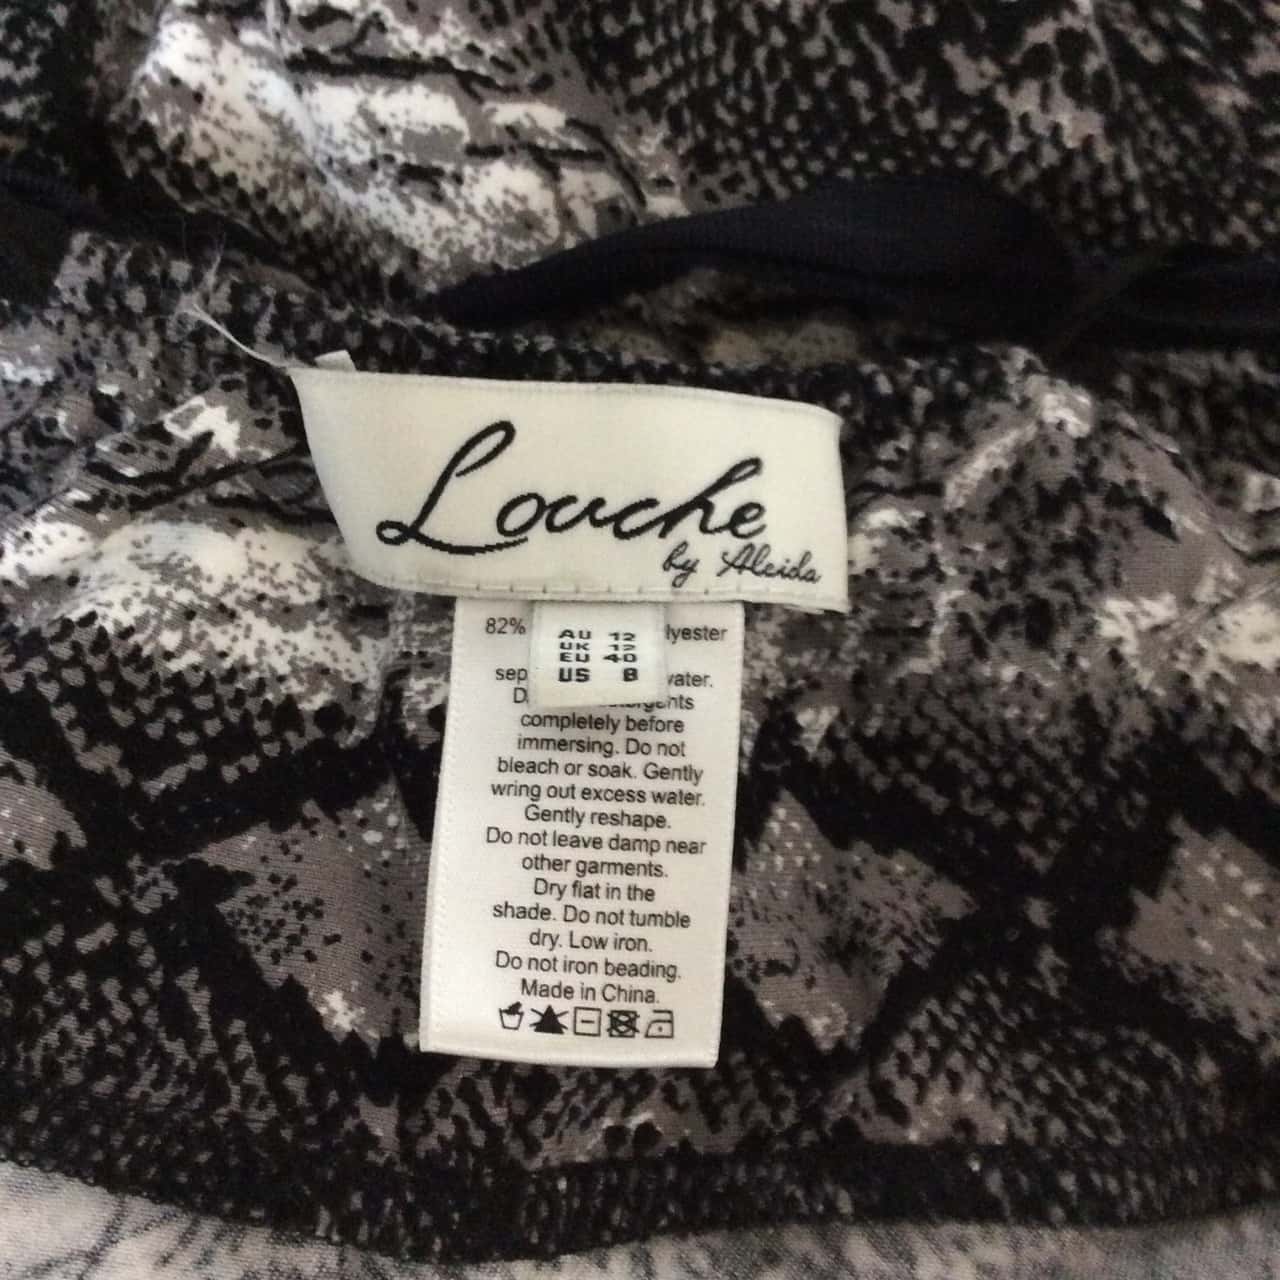 Louche
by Aleida
82% lyester
AU 12
UK 12
EU 40
US 8
sep vater.
D gents
completely before
immersing. Do not
bleach or soak. Gently
wring out excess water.
Gently reshape.
Do not leave damp near
other garments.
Dry flat in the
shade. Do not tumble
dry. Low iron.
Do not iron beading.
Made in China.